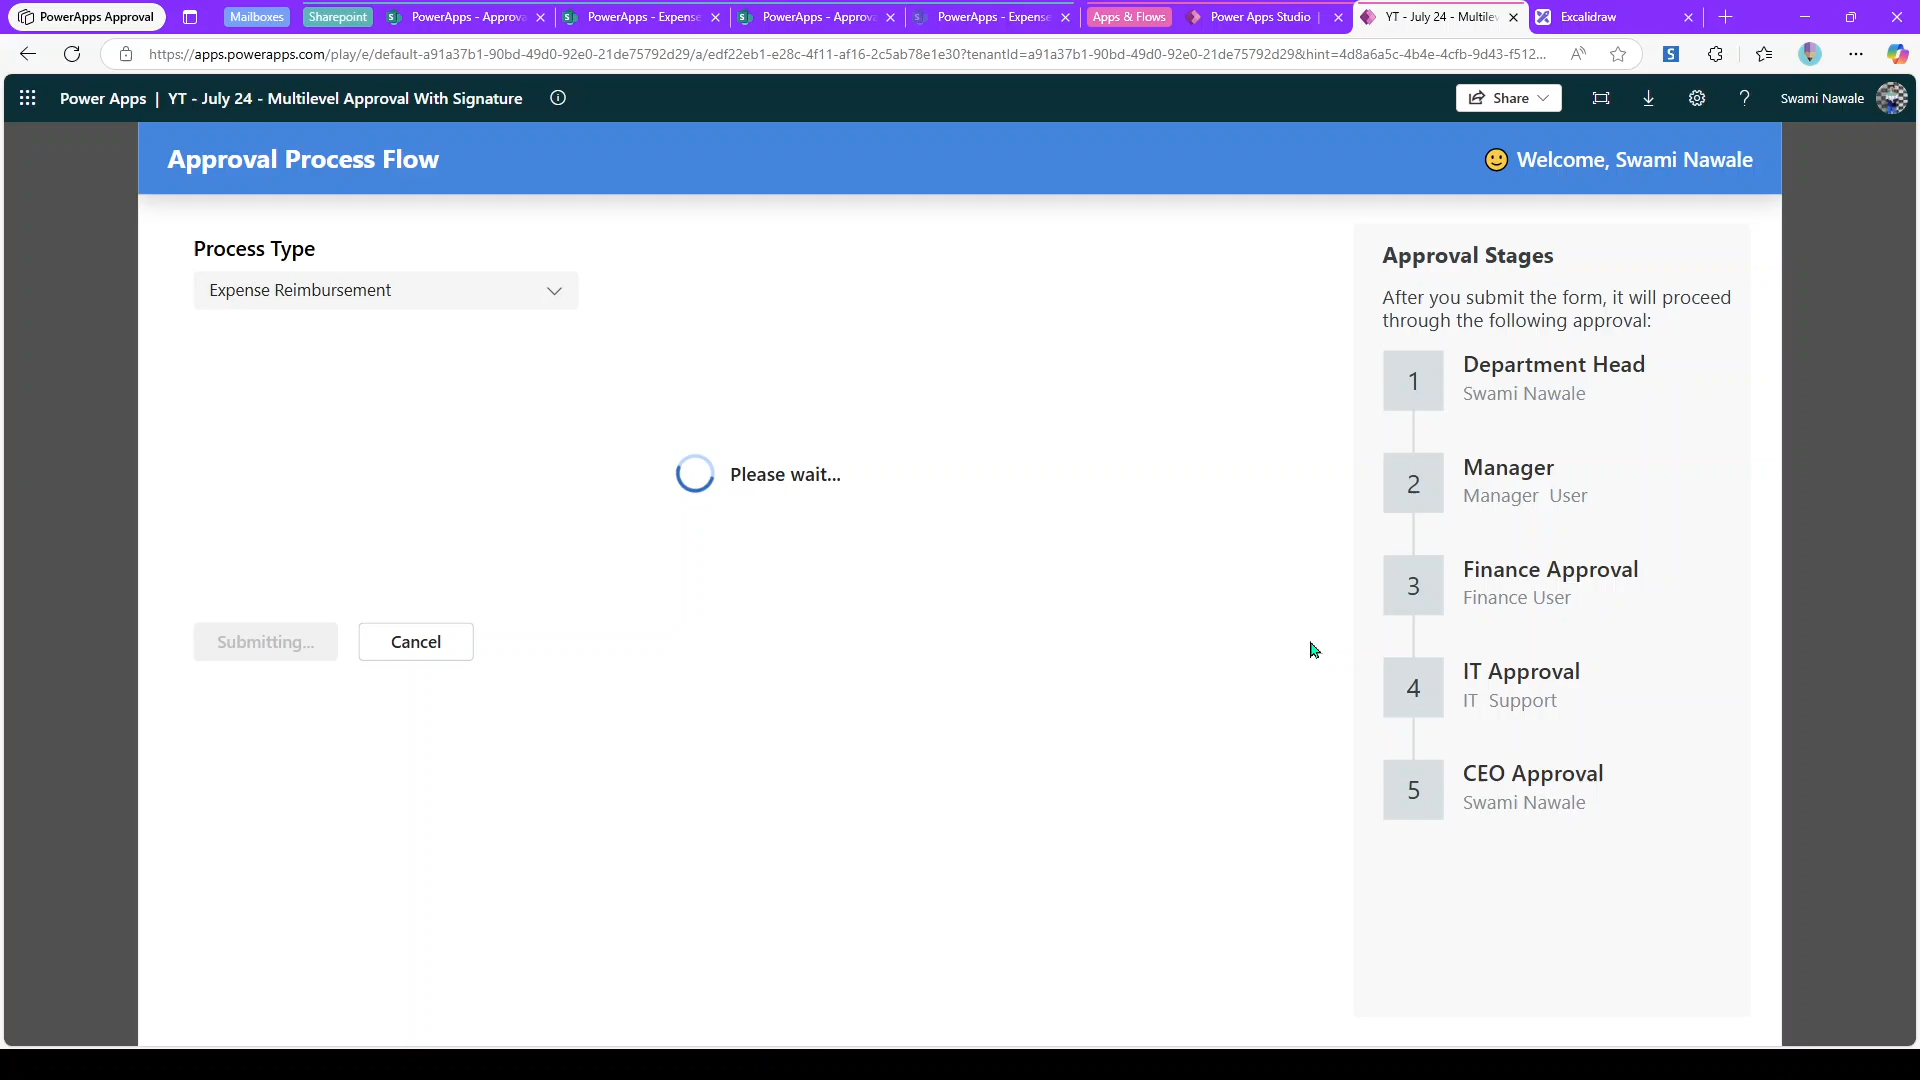 PowerApps Approval
Mailboxes
Sharepoint
PowerApps - Approva
PowerApps - Expense
PowerApps - Approva
PowerApps - Expense
Apps & Flows
Power Apps Studio |
YT - July 24 - Multilev
Excalidraw
https://apps.powerapps.com/play/e/default-a91a37b1-90bd-49d0-92e0-21de75792d29/a/edf22eb1-e28c-4f11-af16-2c5ab78e1e30?tenantId=a91a37b1-90bd-49d0-92e0-21de75792d29&hint=4d8a6a5c-4b4e-4cfb-9d43-f512...
Power Apps | YT - July 24 - Multilevel Approval With Signature
Share
Swami Nawale
Approval Process Flow
Welcome, Swami Nawale
Process Type
Expense Reimbursement
Please wait...
Submitting...
Cancel
Approval Stages
After you submit the form, it will proceed
through the following approval:
1
Department Head
Swami Nawale
2
Manager
Manager User
3
Finance Approval
Finance User
4
IT Approval
IT Support
5
CEO Approval
Swami Nawale